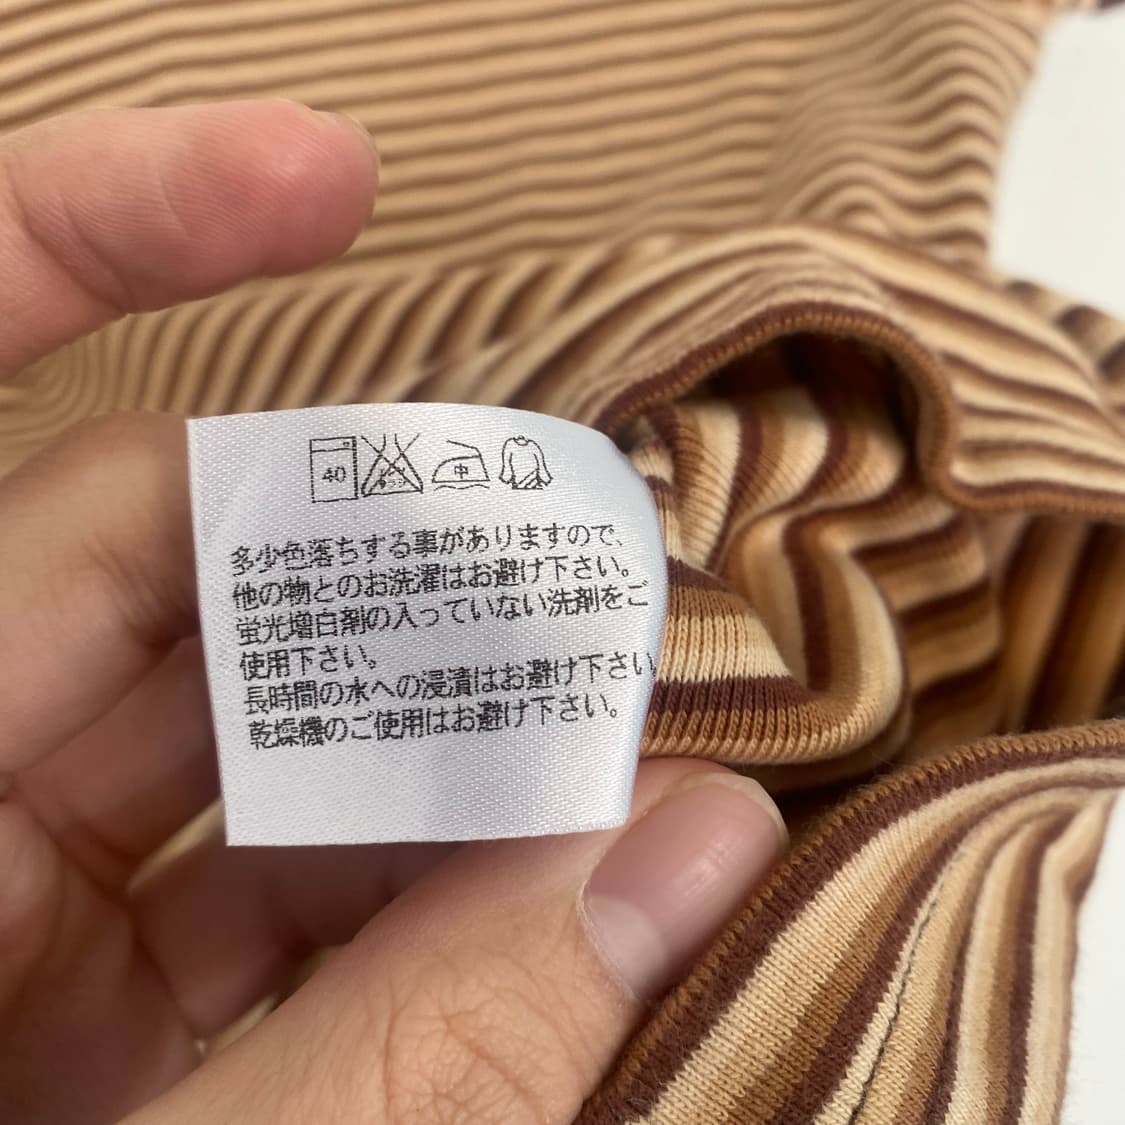 40
中
多少色落ちする事がありますので、
他の物とのお洗濯はお避け下さい。
蛍光増白剤の入っていない洗剤をご
使用下さい。
長時間の水への浸漬はお避け下さい。
乾燥機のご使用はお避け下さい。